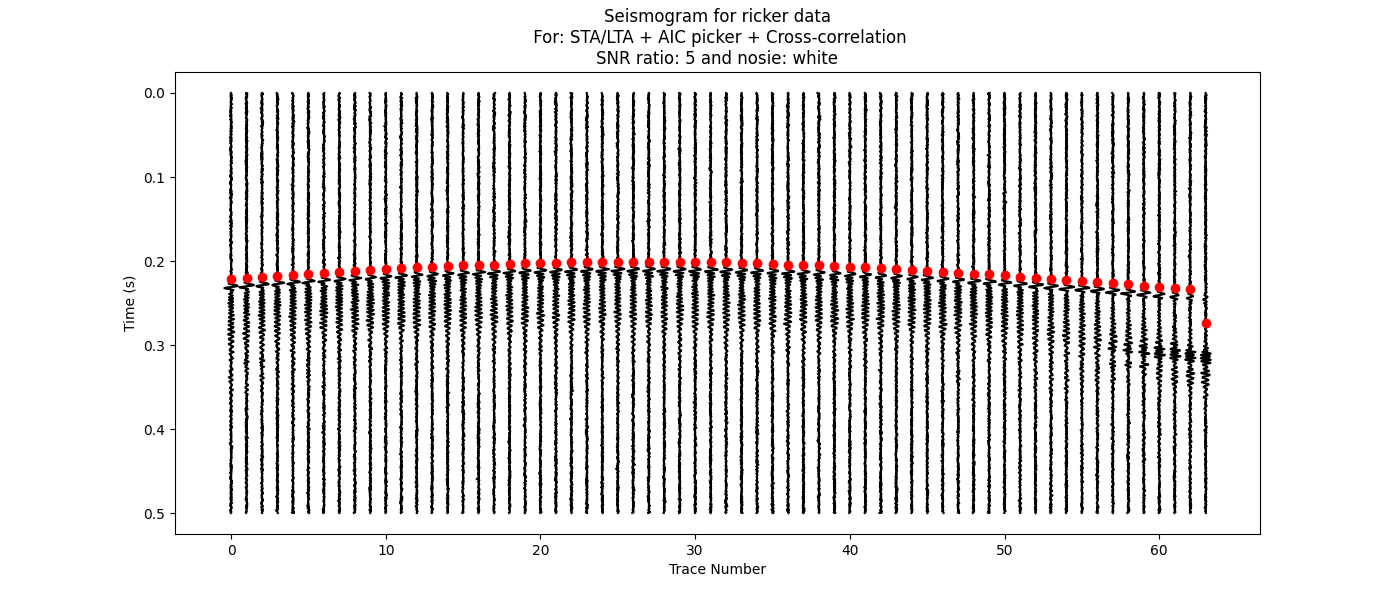 Seismogram for ricker data
For: STA/LTA + AIC picker + Cross-correlation
SNR ratio: 5 and nosie: white
0.0
0.1
0.2
0.3
0.4
0.5
Time (s)
0 10 20 30 40 50 60
Trace Number